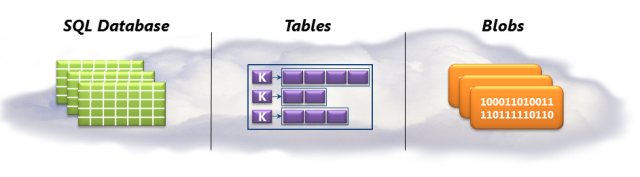 SQL Database
Tables
Blobs
K
K
K
100011010011
110111110110